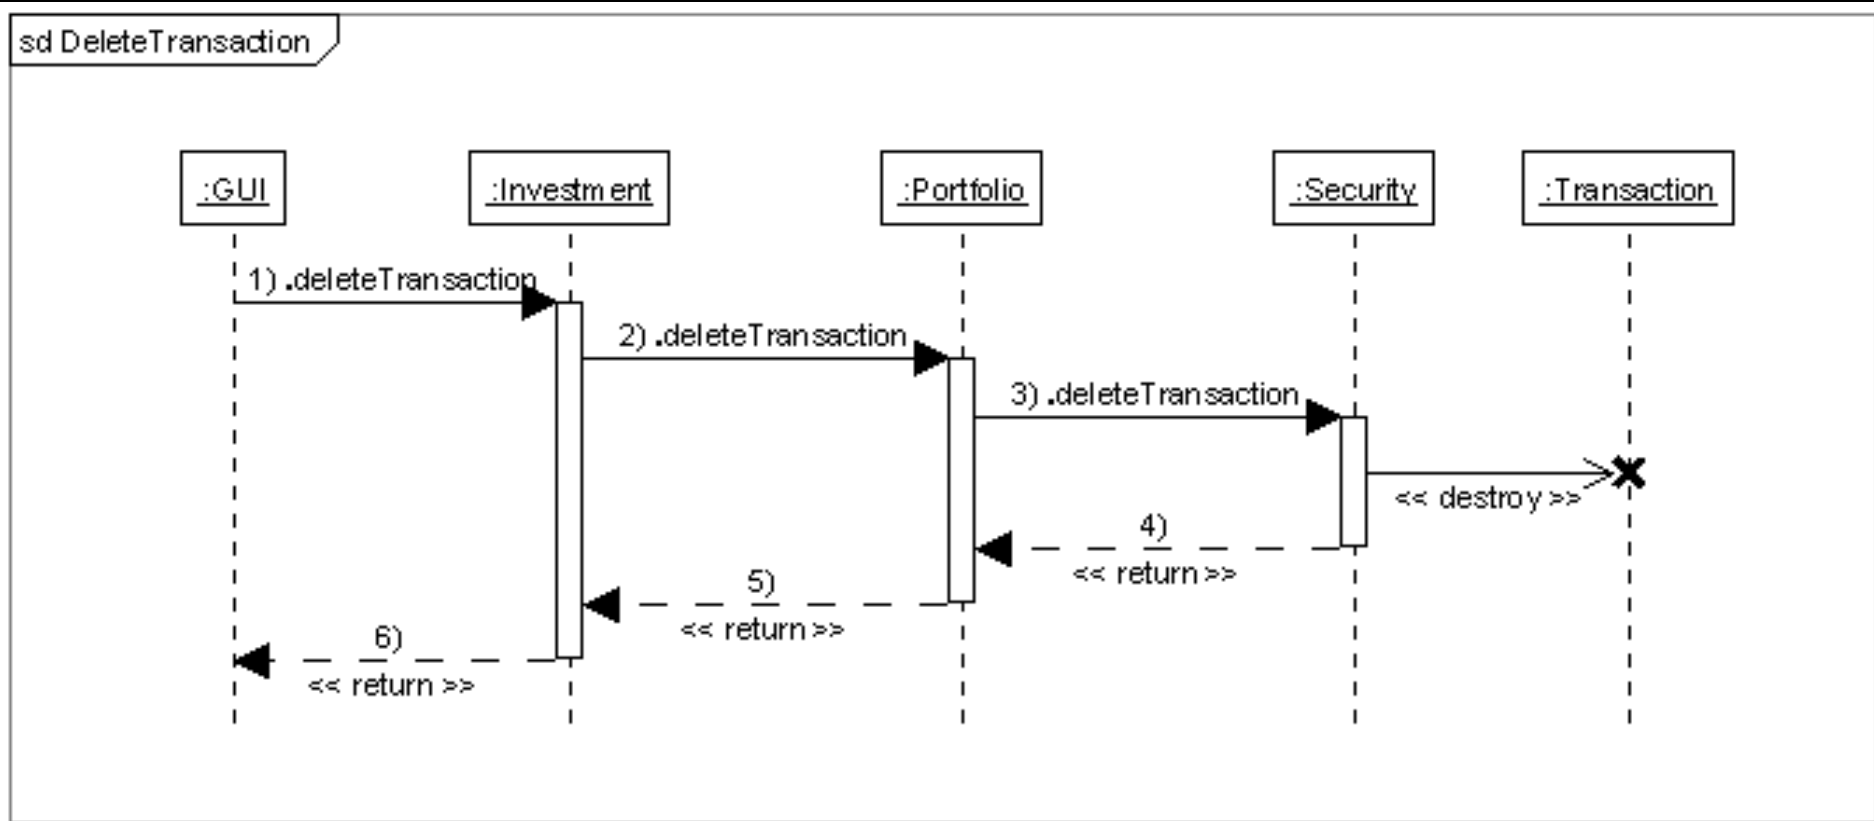 sd DeleteTransaction
:GUI
:Investment
:Portfolio
:Security
:Transaction
1) .deleteTransaction
2) .deleteTransaction
3) .deleteTransaction
<< destroy >>
4)
<< return >>
5)
<< return >>
6)
<< return >>